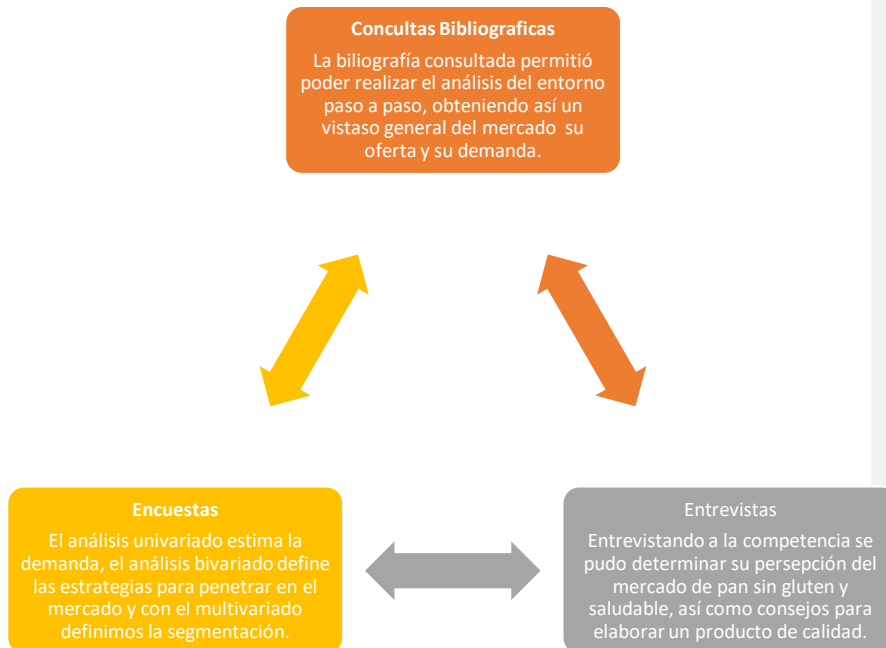 Concultas Bibliograficas
La biliografía consultada permitió
poder realizar el análisis del entorno
paso a paso, obteniendo así un
vistaso general del mercado su
oferta y su demanda.
Encuestas
El análisis univariado estima la
demanda, el análisis bivariado define
las estrategias para penetrar en el
mercado y con el multivariado
definimos la segmentación.
Entrevistas
Entrevistando a la competencia se
pudo determinar su persepción del
mercado de pan sin gluten y
saludable, así como consejos para
elaborar un producto de calidad.